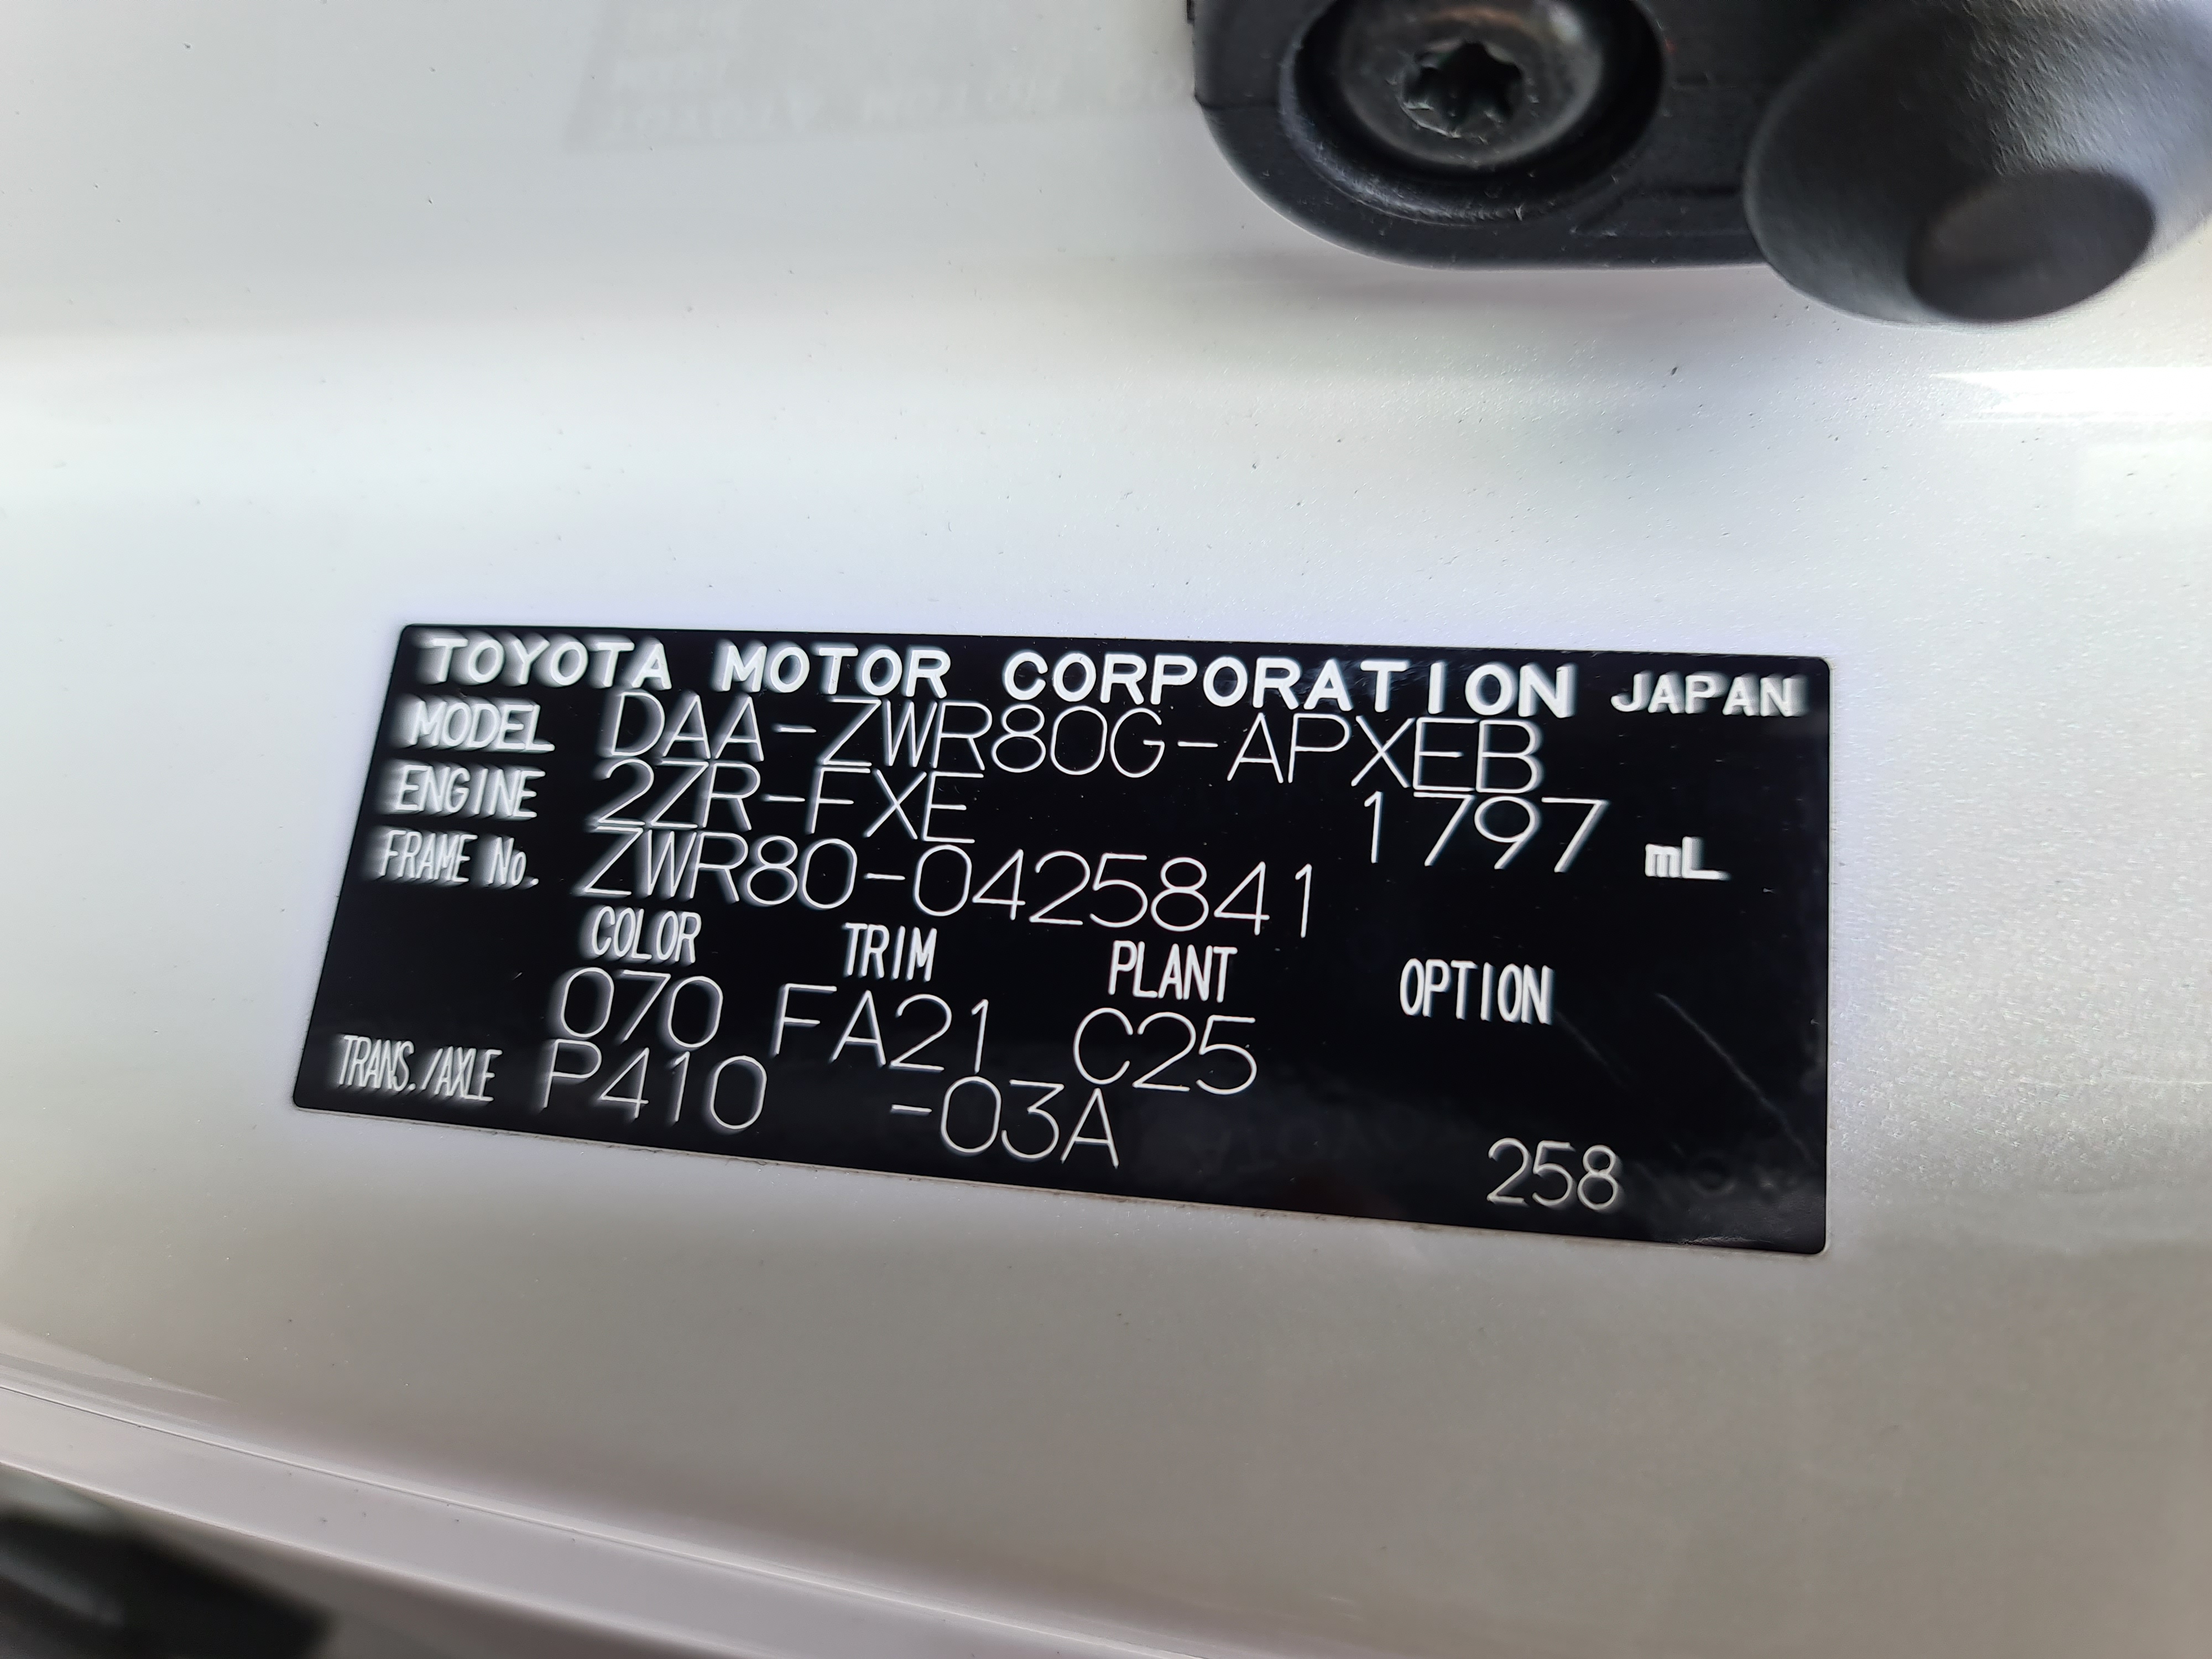 TOYOTA MOTOR CORPORATION JAPAN
MODEL DAA-ZWR80G-APXEB
ENGINE 2ZR-FXE 1797 mL
FRAME No. ZWR80-0425841
COLOR TRIM PLANT OPTION
070 FA21 C25
TRANS./AXLE P410 -03A
258